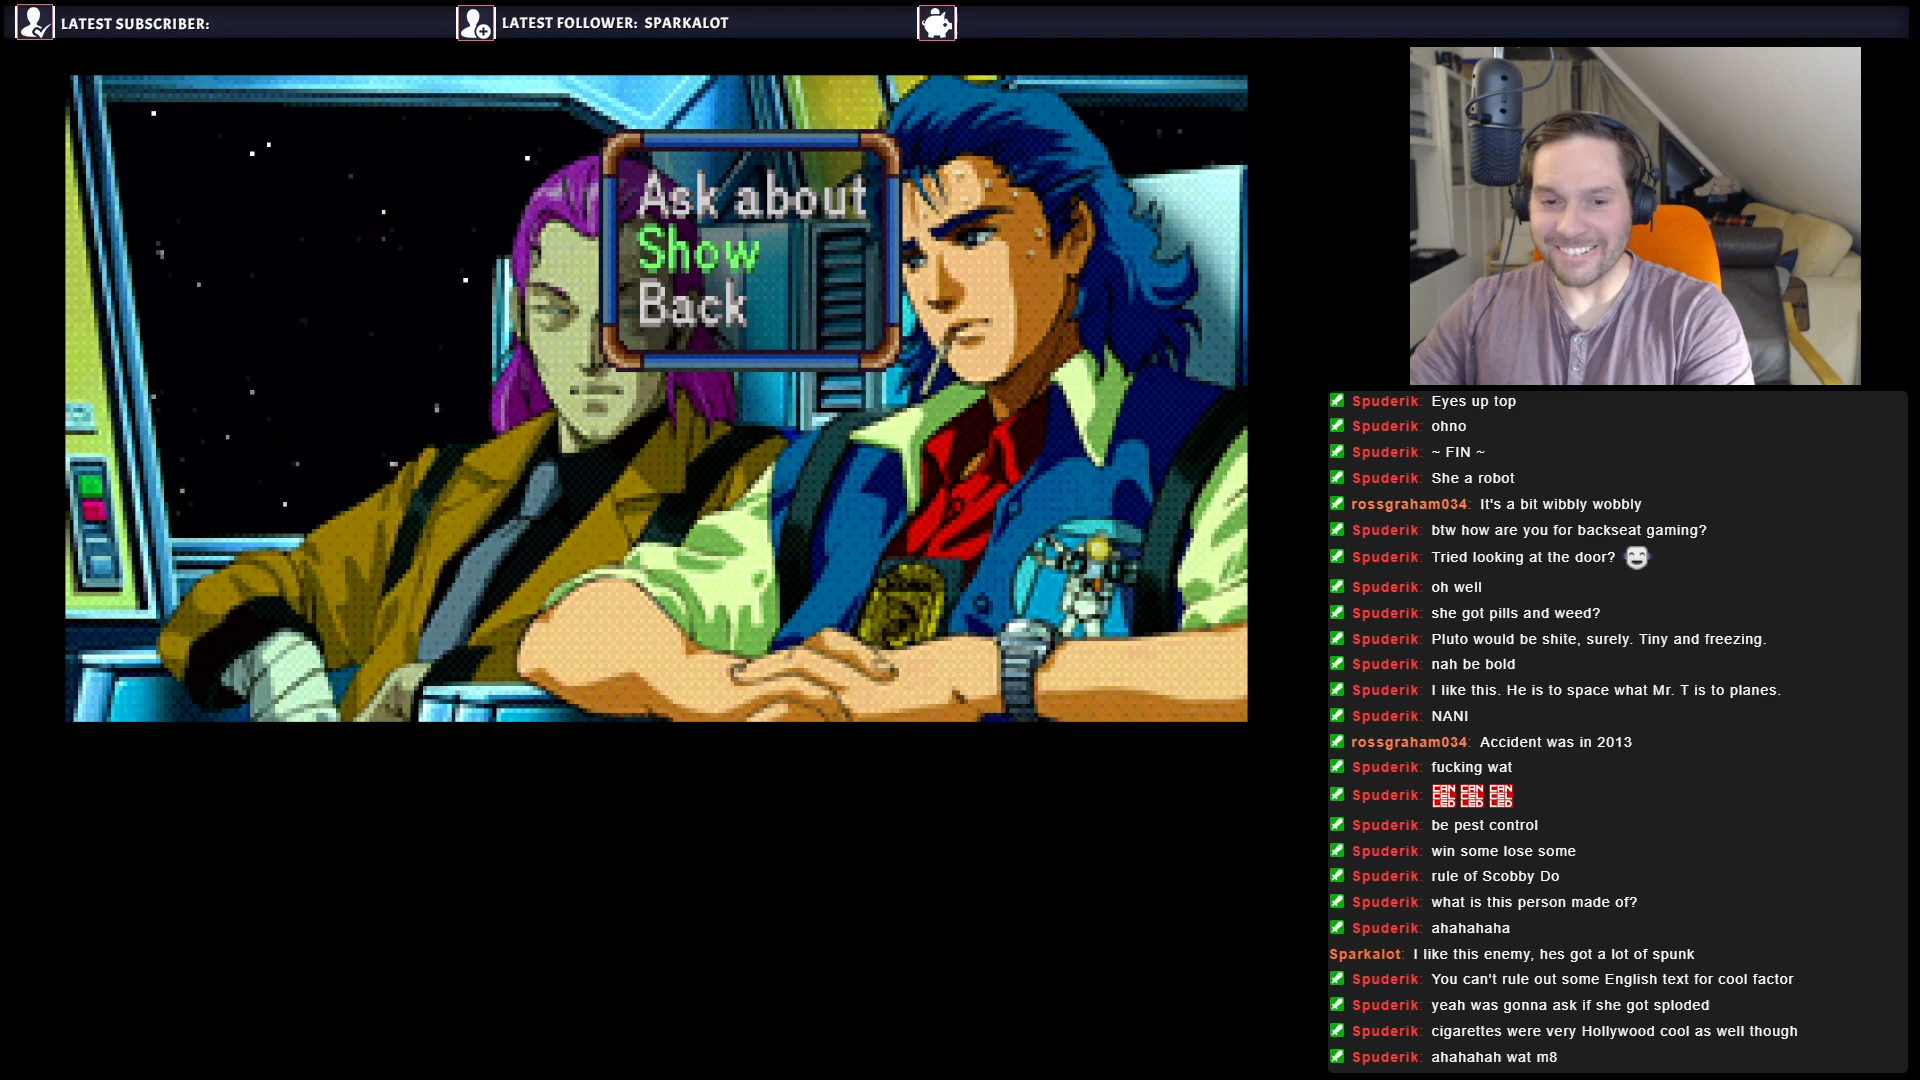 LATEST SUBSCRIBER:
LATEST FOLLOWER: SPARKALOT
Ask about
Show
Back
Spuderik: Eyes up top
Spuderik: ohno
Spuderik: ~ FIN ~
Spuderik: She a robot
rossgraham034: It's a bit wibbly wobbly
Spuderik: btw how are you for backseat gaming?
Spuderik: Tried looking at the door?
Spuderik: oh well
Spuderik: she got pills and weed?
Spuderik: Pluto would be shite, surely. Tiny and freezing.
Spuderik: nah be bold
Spuderik: I like this. He is to space what Mr. T is to planes.
Spuderik: NANI
rossgraham034: Accident was in 2013
Spuderik: fucking wat
Spuderik: CANCELLED CANCELLED CANCELLED
Spuderik: be pest control
Spuderik: win some lose some
Spuderik: rule of Scobby Do
Spuderik: what is this person made of?
Spuderik: ahahahaha
Sparkalot: I like this enemy, hes got a lot of spunk
Spuderik: You can't rule out some English text for cool factor
Spuderik: yeah was gonna ask if she got sploded
Spuderik: cigarettes were very Hollywood cool as well though
Spuderik: ahahahah wat m8